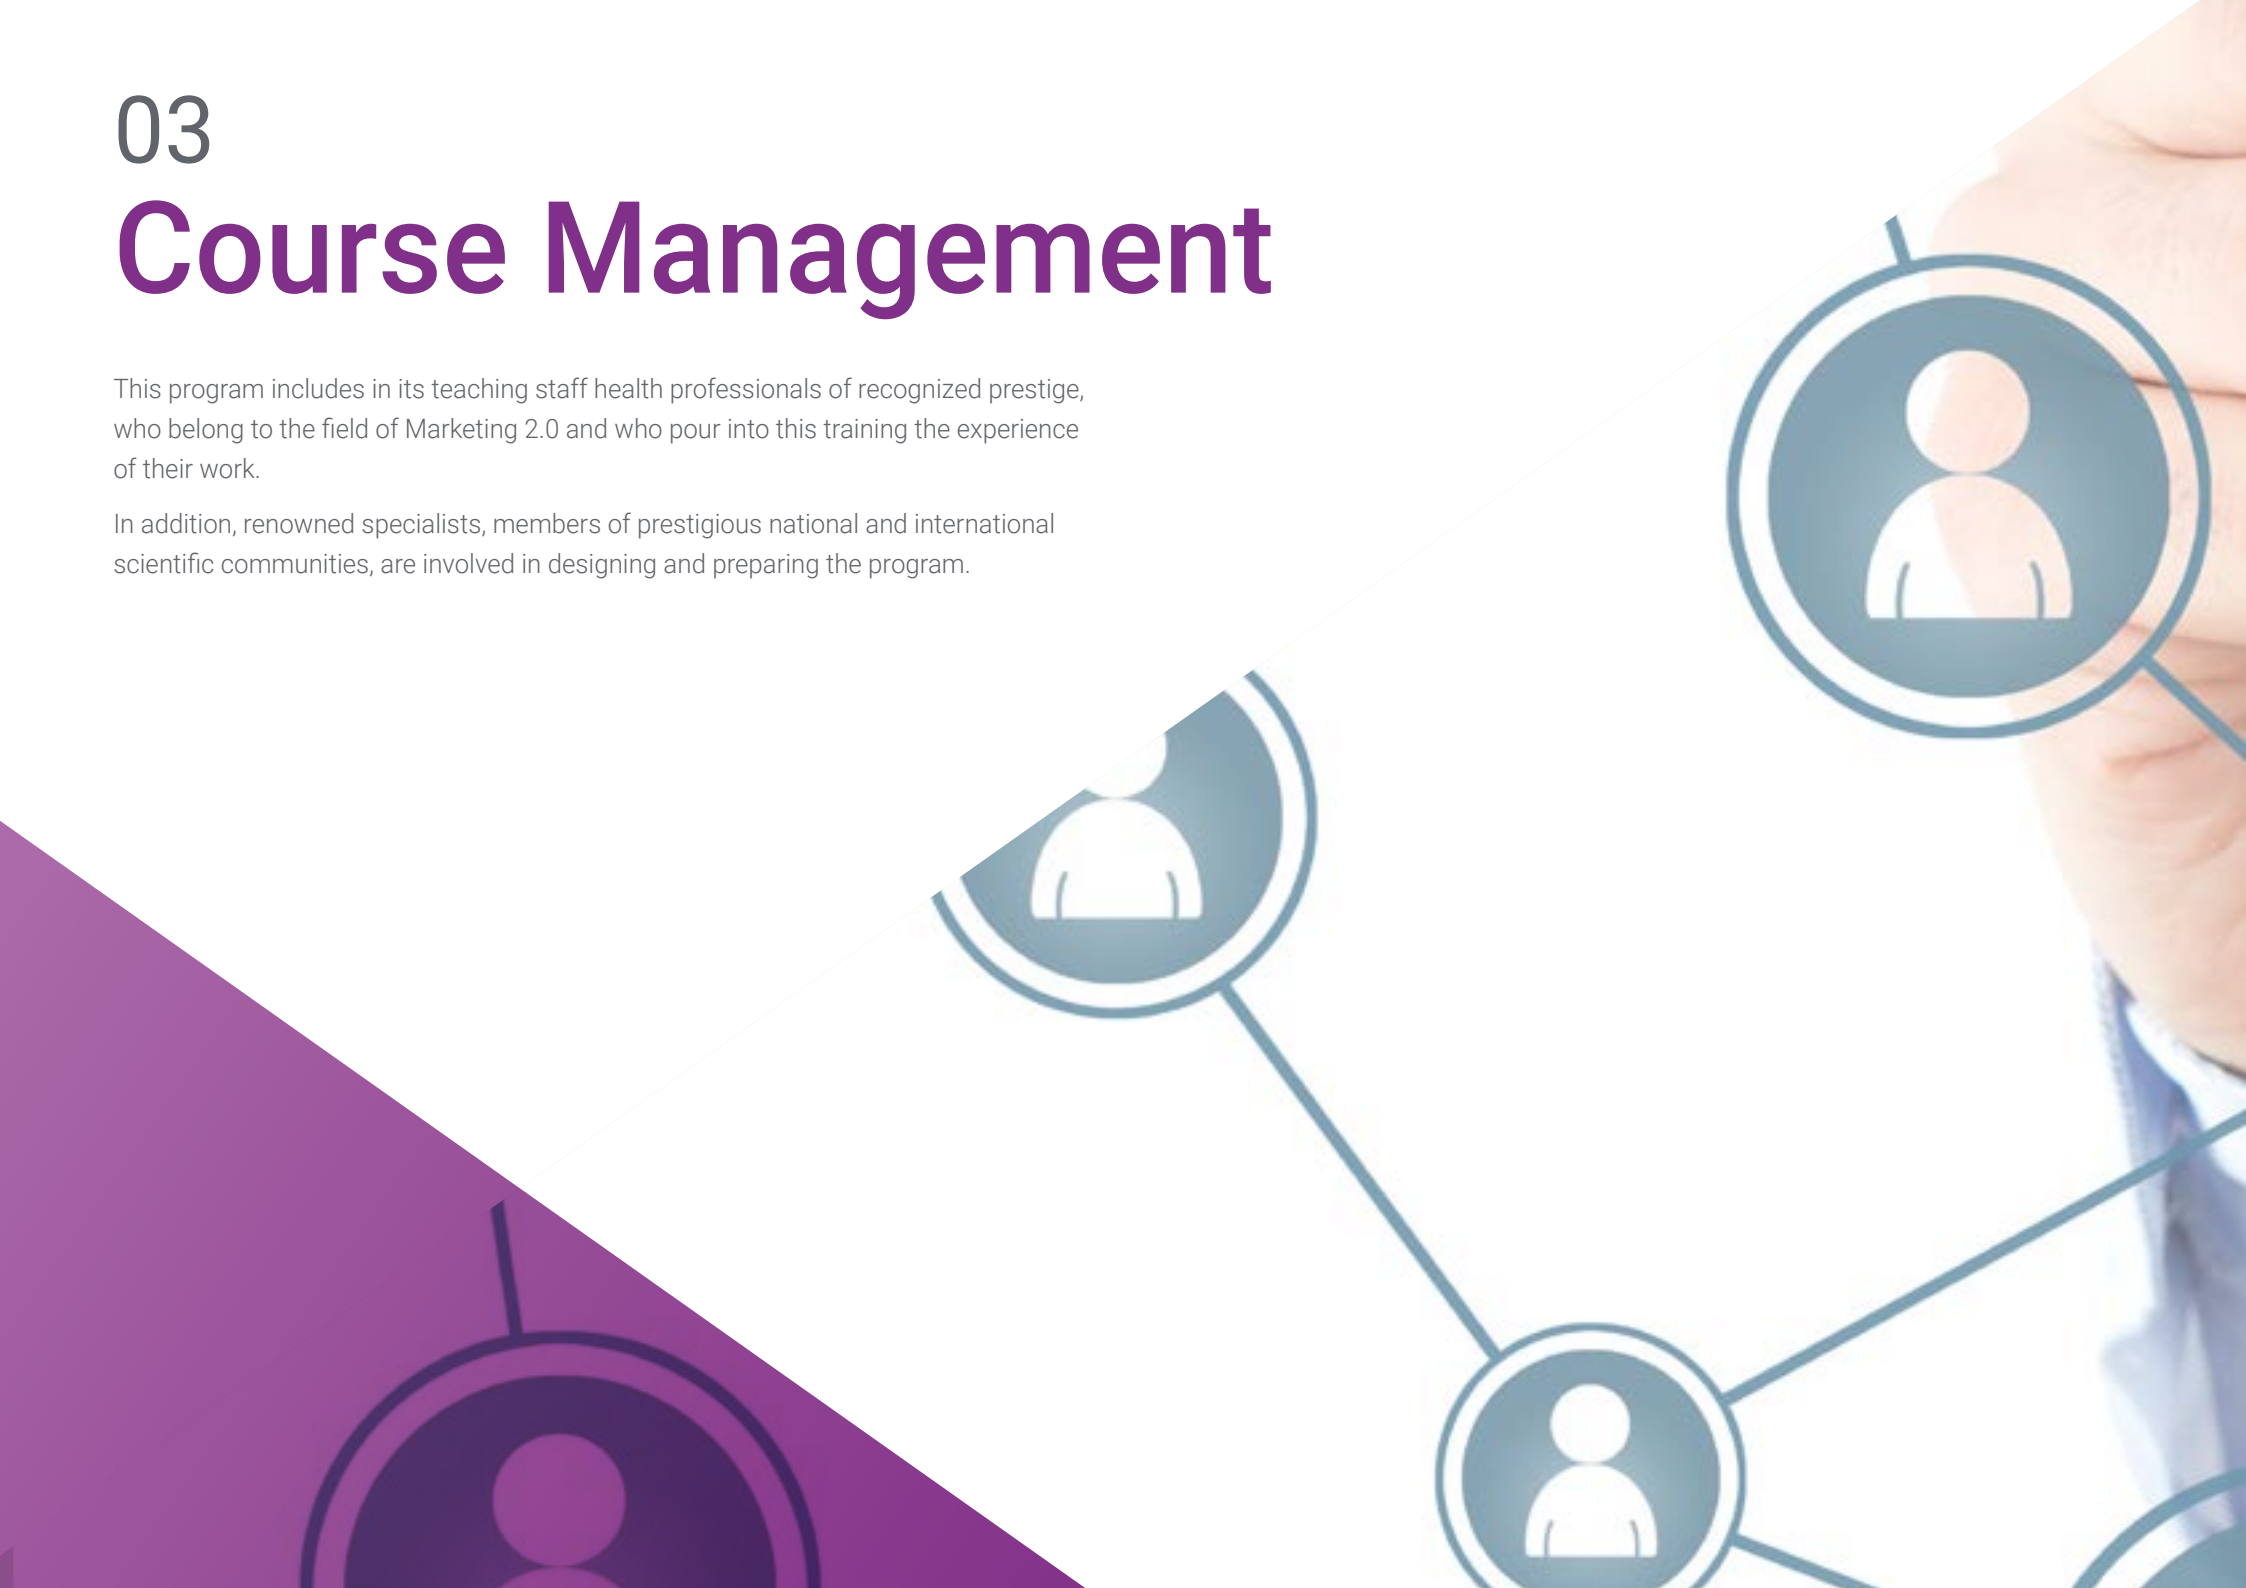 03
Course Management
This program includes in its teaching staff health professionals of recognized prestige,
who belong to the field of Marketing 2.0 and who pour into this training the experience
of their work.
In addition, renowned specialists, members of prestigious national and international
scientific communities, are involved in designing and preparing the program.